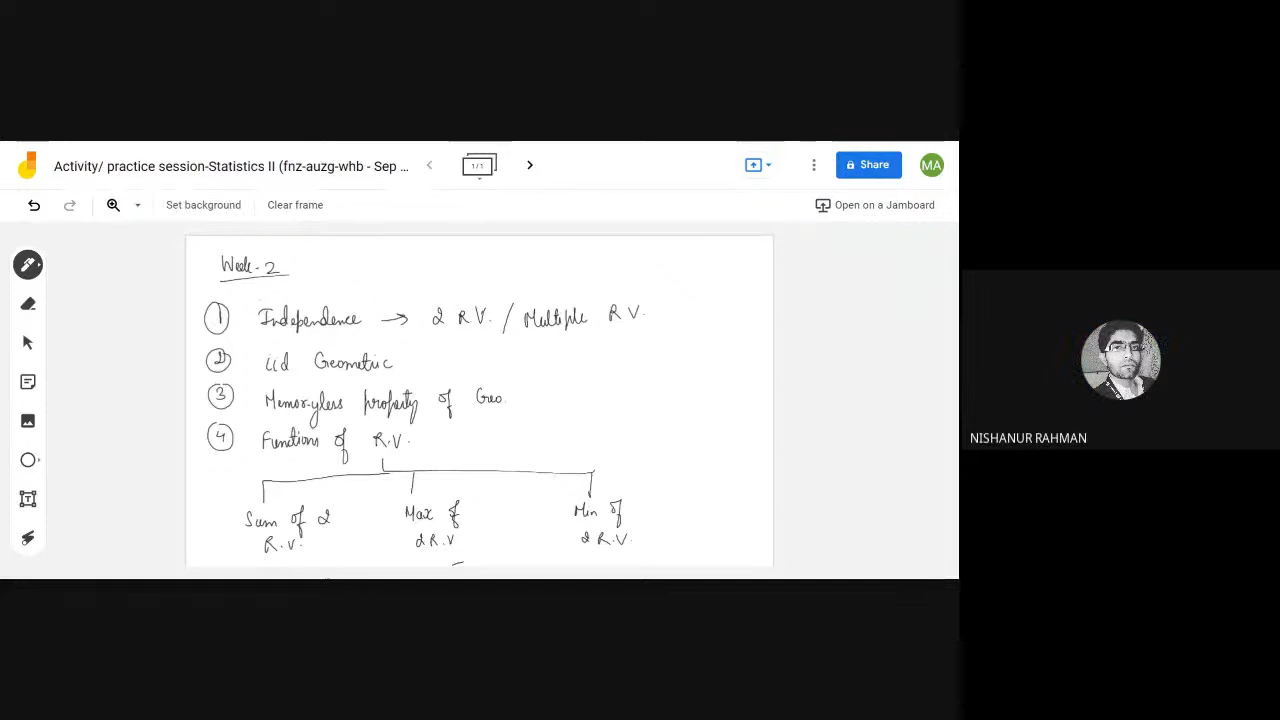 Activity/ practice session-Statistics II (fnz-auzg-whb - Sep ...
1/1
Share
MA
Set background
Clear frame
Open on a Jamboard
Week-2
① Independence → 2 R.V. / Multiple R.V.
② iid Geometric
③ Memoryless property of Geo.
④ Functions of R.V.
Sum of 2 R.V.
Max of 2 R.V
Min of 2 R.V.
NISHANUR RAHMAN